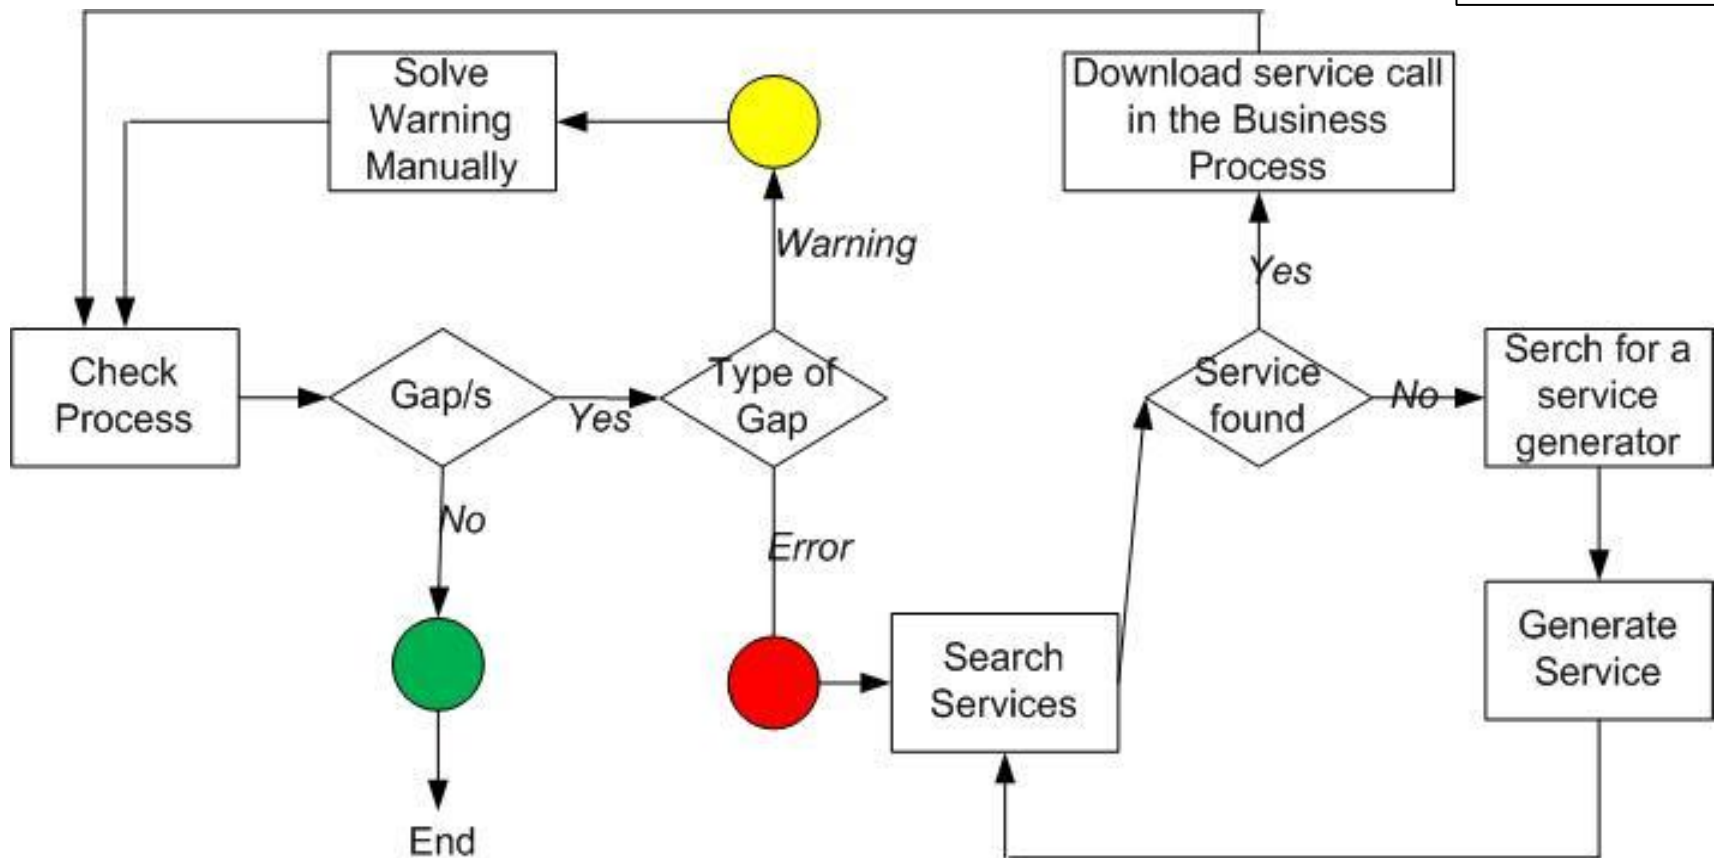 Solve
Warning
Manually
Download service call
in the Business
Process
Warning
Yes
Check
Process
Gap/s
Yes
Type of
Gap
Service
found
No
Serch for a
service
generator
No
Error
Search
Services
Generate
Service
End